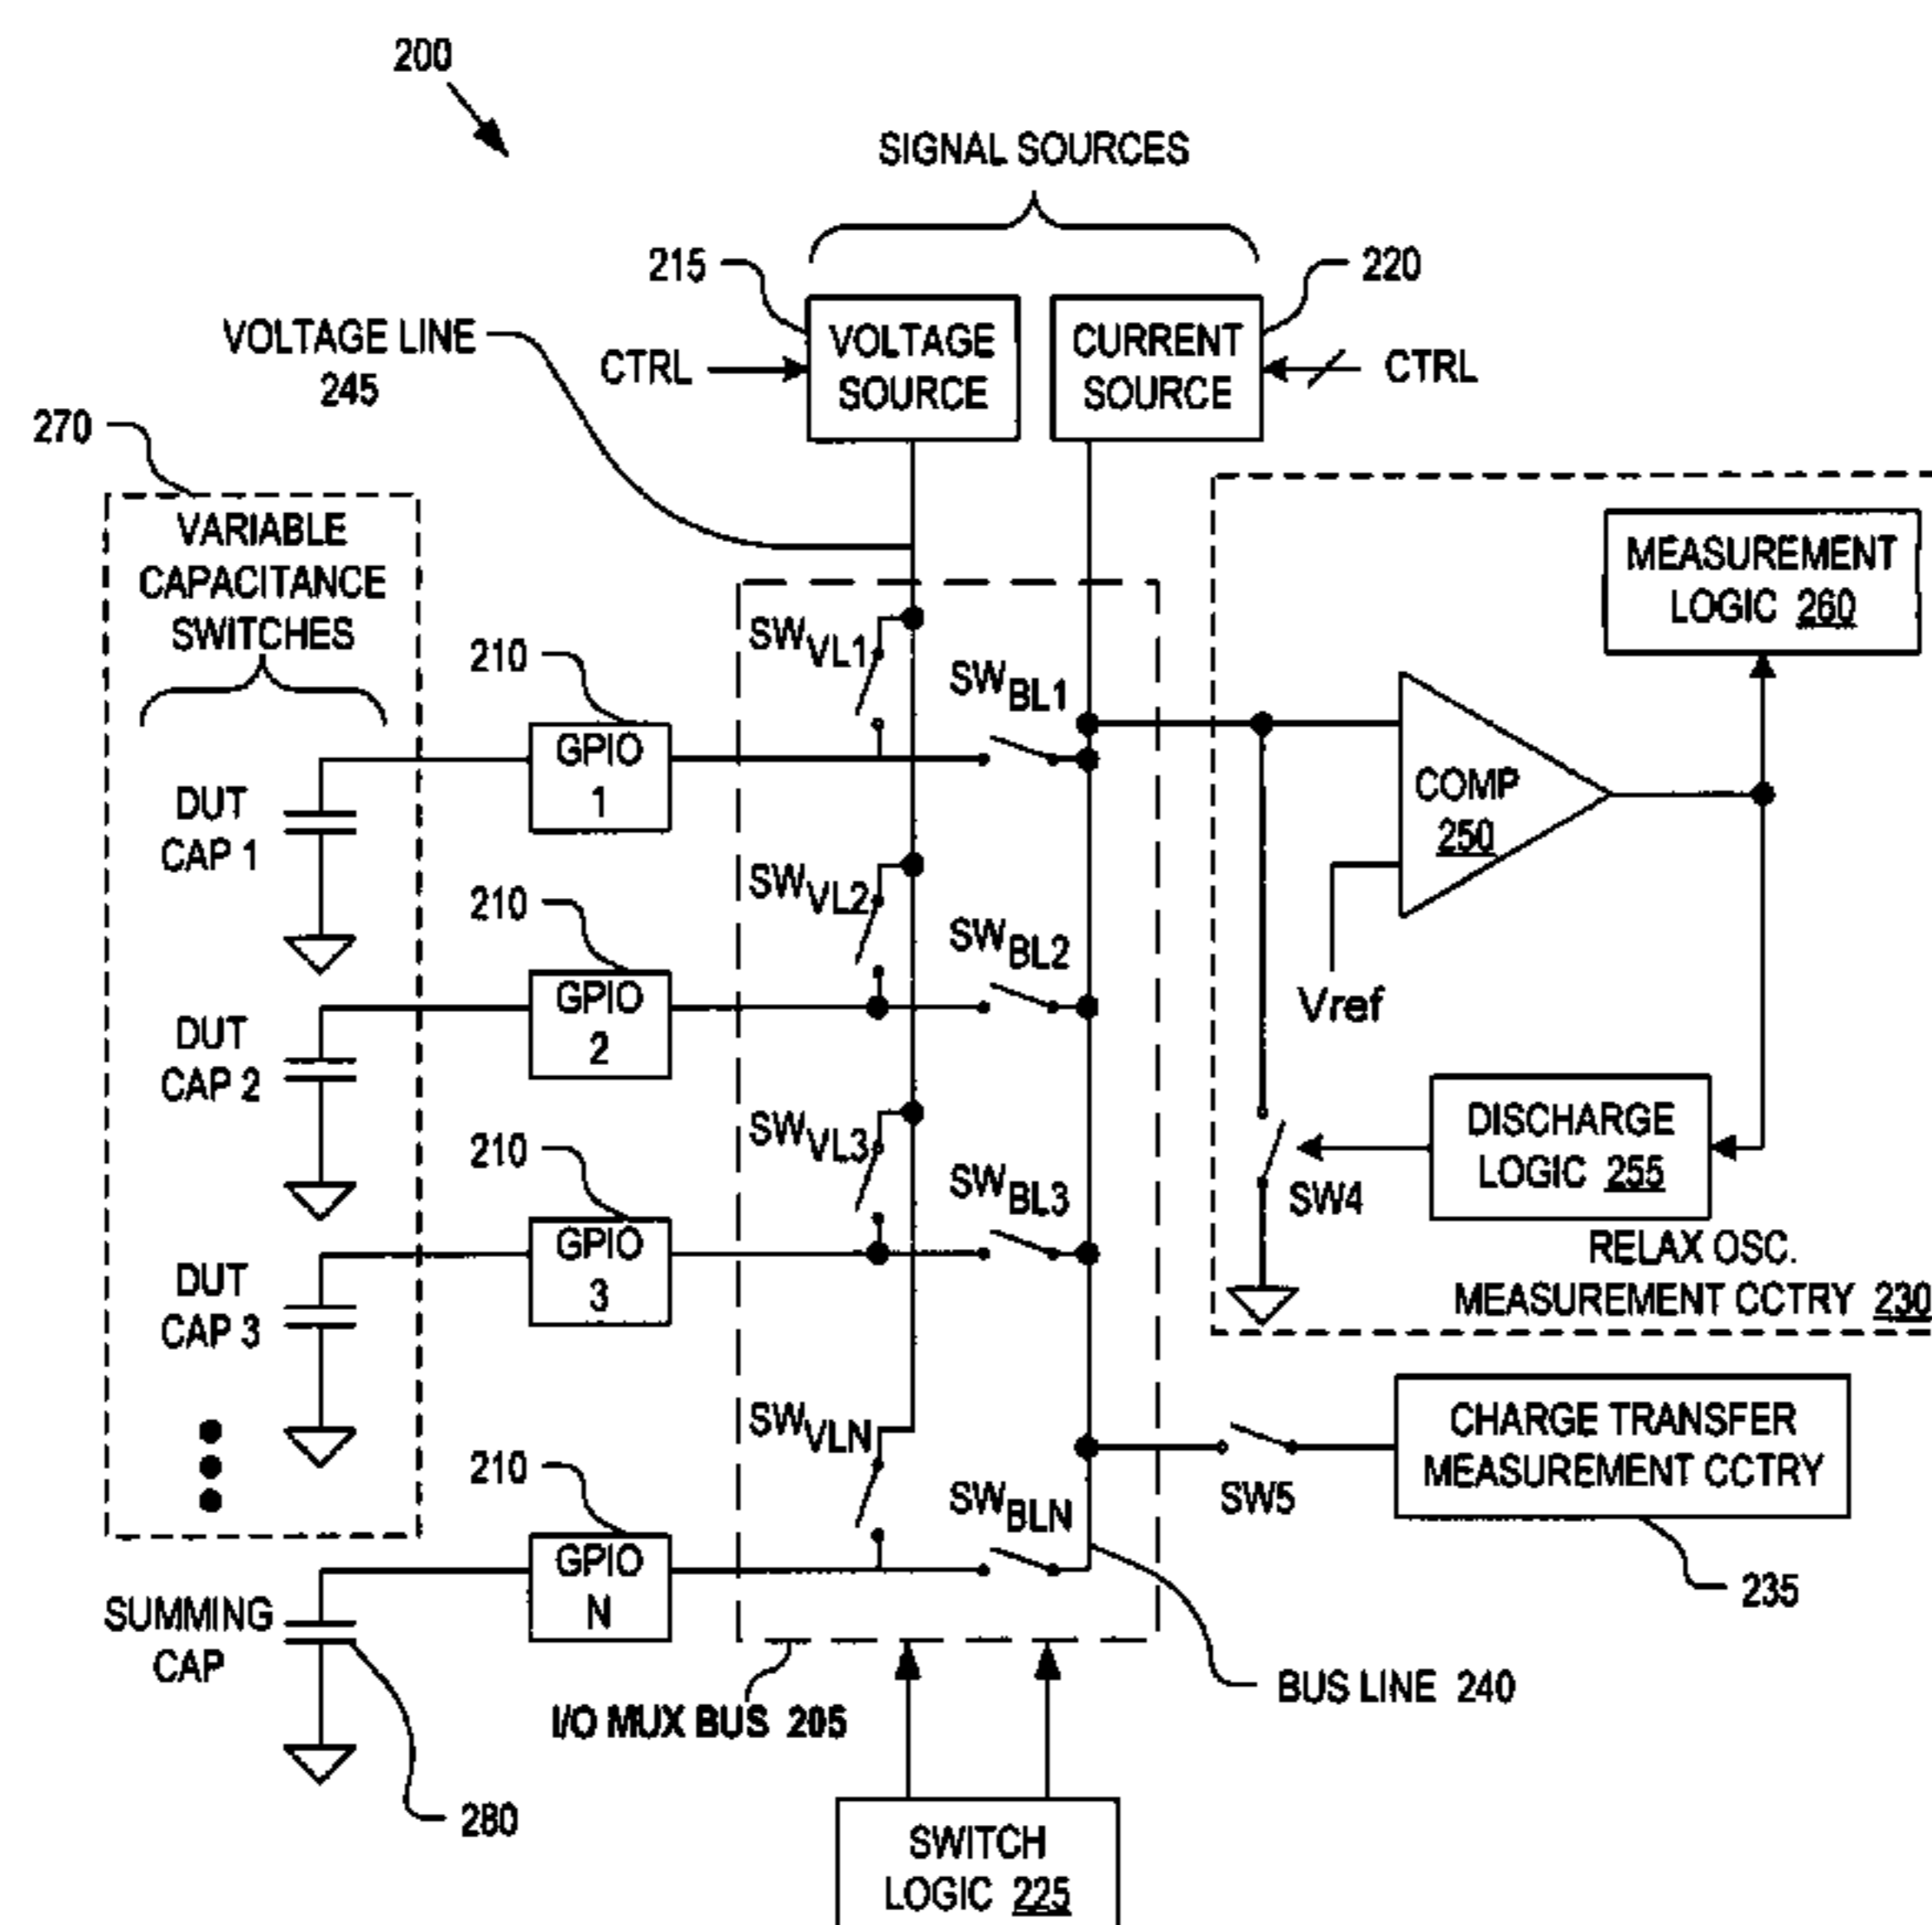 200
SIGNAL SOURCES
215
220
VOLTAGE LINE
245
CTRL
VOLTAGE
SOURCE
CURRENT
SOURCE
CTRL
270
VARIABLE
CAPACITANCE
SWITCHES
MEASUREMENT
LOGIC 260
210
SWVL1
SWBL1
GPIO
1
DUT
CAP 1
COMP
250
210
SWVL2
SWBL2
Vref
GPIO
2
DUT
CAP 2
210
SWVL3
SWBL3
SW4
DISCHARGE
LOGIC 255
GPIO
3
DUT
CAP 3
RELAX OSC.
MEASUREMENT CCTRY 230
210
SWVLN
SWBLN
SW5
CHARGE TRANSFER
MEASUREMENT CCTRY
GPIO
N
235
SUMMING
CAP
I/O MUX BUS 205
BUS LINE 240
280
SWITCH
LOGIC 225